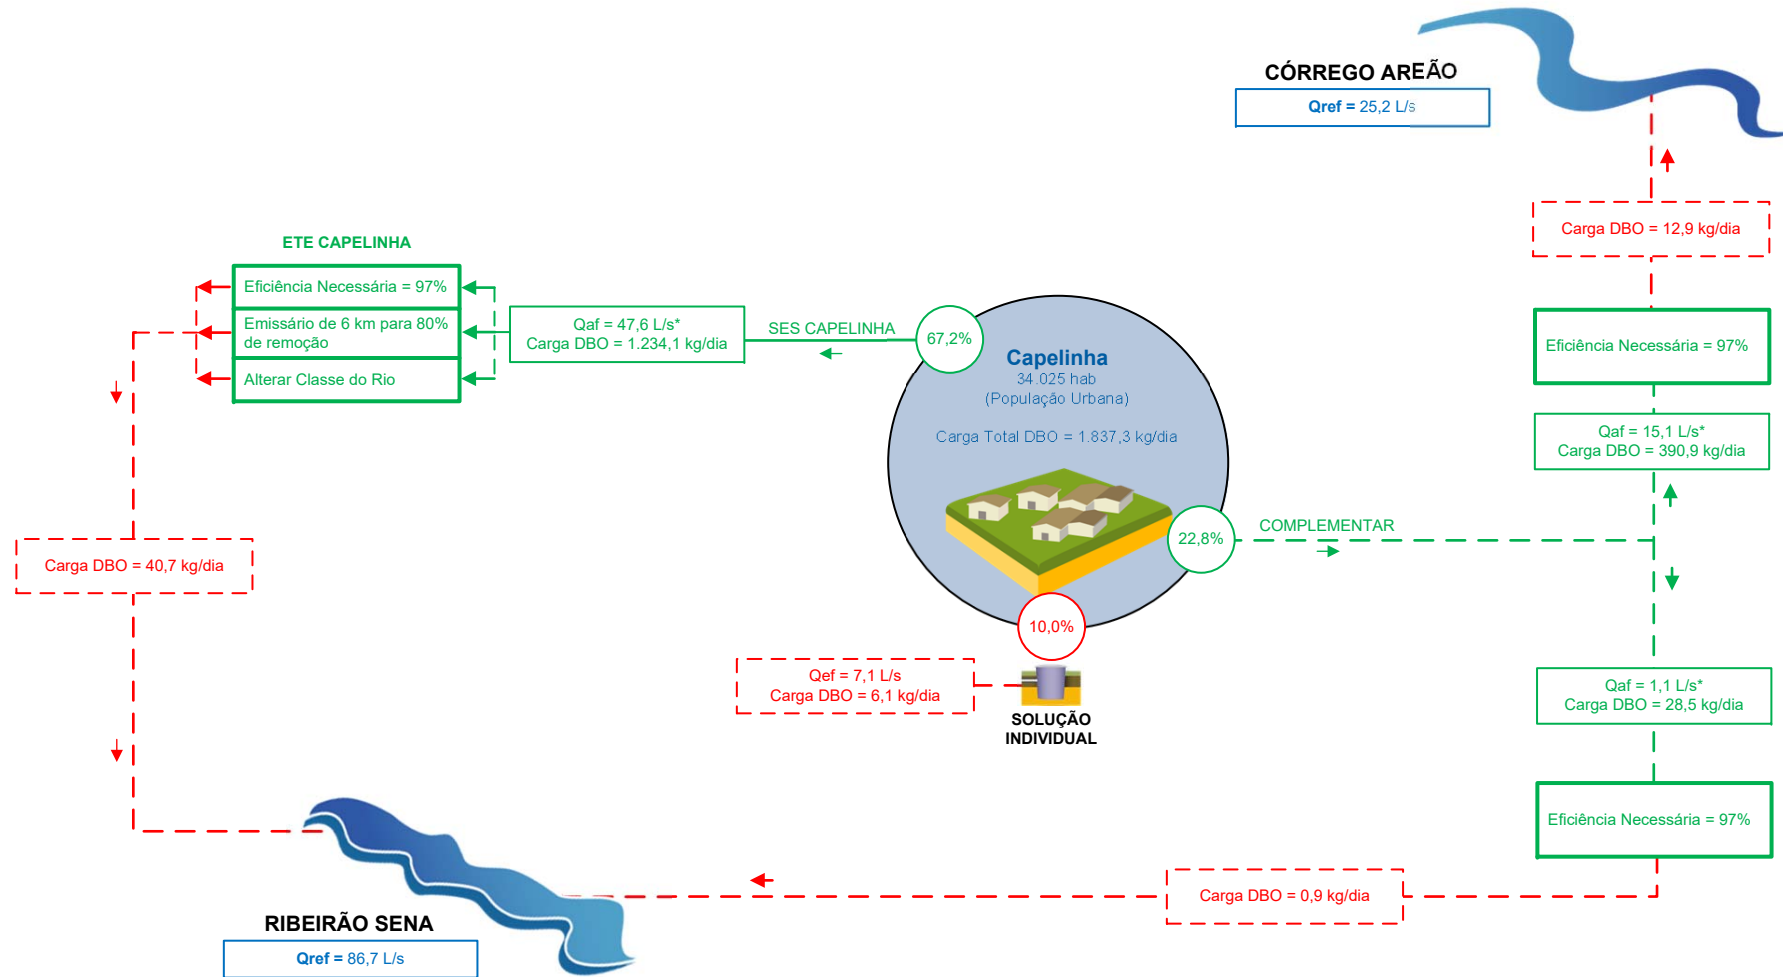 CÓRREGO AREÃO
Qref = 25,2 L/s
Carga DBO = 12,9 kg/dia
ETE CAPELINHA
Eficiência Necessária = 97%
Emissário de 6 km para 80%
de remoção
Alterar Classe do Rio
Qaf = 47,6 L/s*
Carga DBO = 1.234,1 kg/dia
SES CAPELINHA
67,2%
Capelinha
34.025 hab
(População Urbana)
Carga Total DBO = 1.837,3 kg/dia
Eficiência Necessária = 97%
Qaf = 15,1 L/s*
Carga DBO = 390,9 kg/dia
22,8%
COMPLEMENTAR
Carga DBO = 40,7 kg/dia
10,0%
Qef = 7,1 L/s
Carga DBO = 6,1 kg/dia
SOLUÇÃO
INDIVIDUAL
Qaf = 1,1 L/s*
Carga DBO = 28,5 kg/dia
Eficiência Necessária = 97%
Carga DBO = 0,9 kg/dia
RIBEIRÃO SENA
Qref = 86,7 L/s